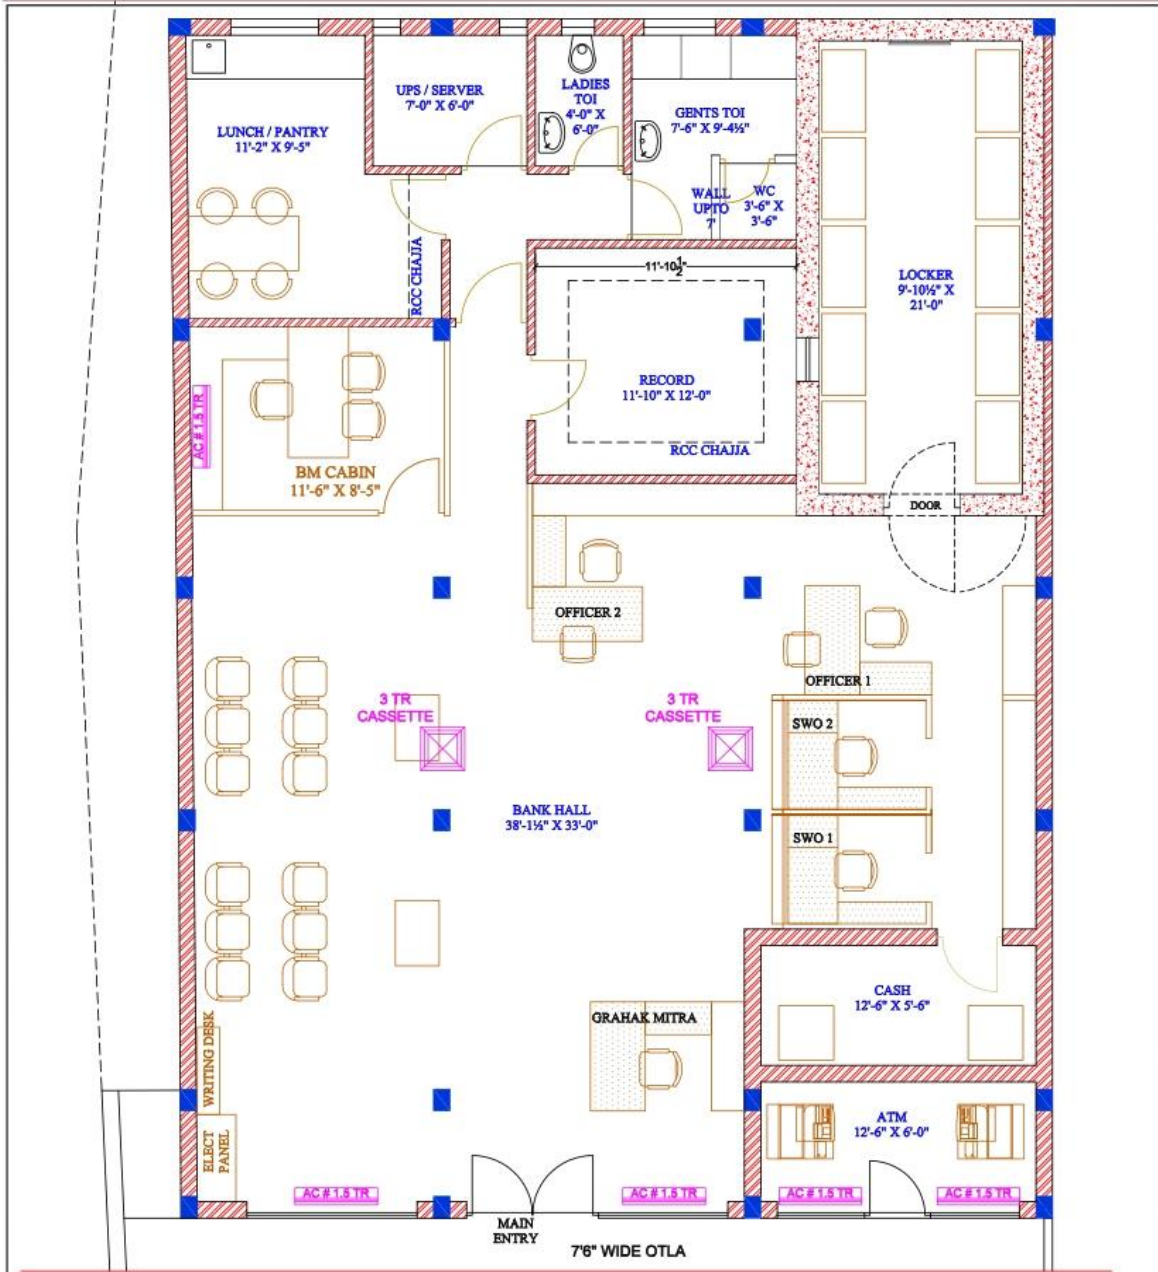 UPS / SERVER
7'-0" X 6'-0"
LADIES
TOI
4'-0" X
6'-0"
GENTS TOI
7'-6" X 9'-4½"
LUNCH / PANTRY
11'-2" X 9'-5"
WALL
UPTO
7'
WC
3'-6" X
3'-6"
RCC CHAJJA
11'-10½"
LOCKER
9'-10½" X
21'-0"
RECORD
11'-10" X 12'-0"
RCC CHAJJA
AC # 1.5 TR
BM CABIN
11'-6" X 8'-5"
DOOR
OFFICER 2
OFFICER 1
3 TR
CASSETTE
3 TR
CASSETTE
SWO 2
BANK HALL
38'-1½" X 33'-0"
SWO 1
CASH
12'-6" X 5'-6"
GRAHAK MITRA
WRITING DESK
ATM
12'-6" X 6'-0"
ELECT
PANEL
AC # 1.5 TR
AC # 1.5 TR
AC # 1.5 TR
AC # 1.5 TR
MAIN
ENTRY
7'6" WIDE OTLA